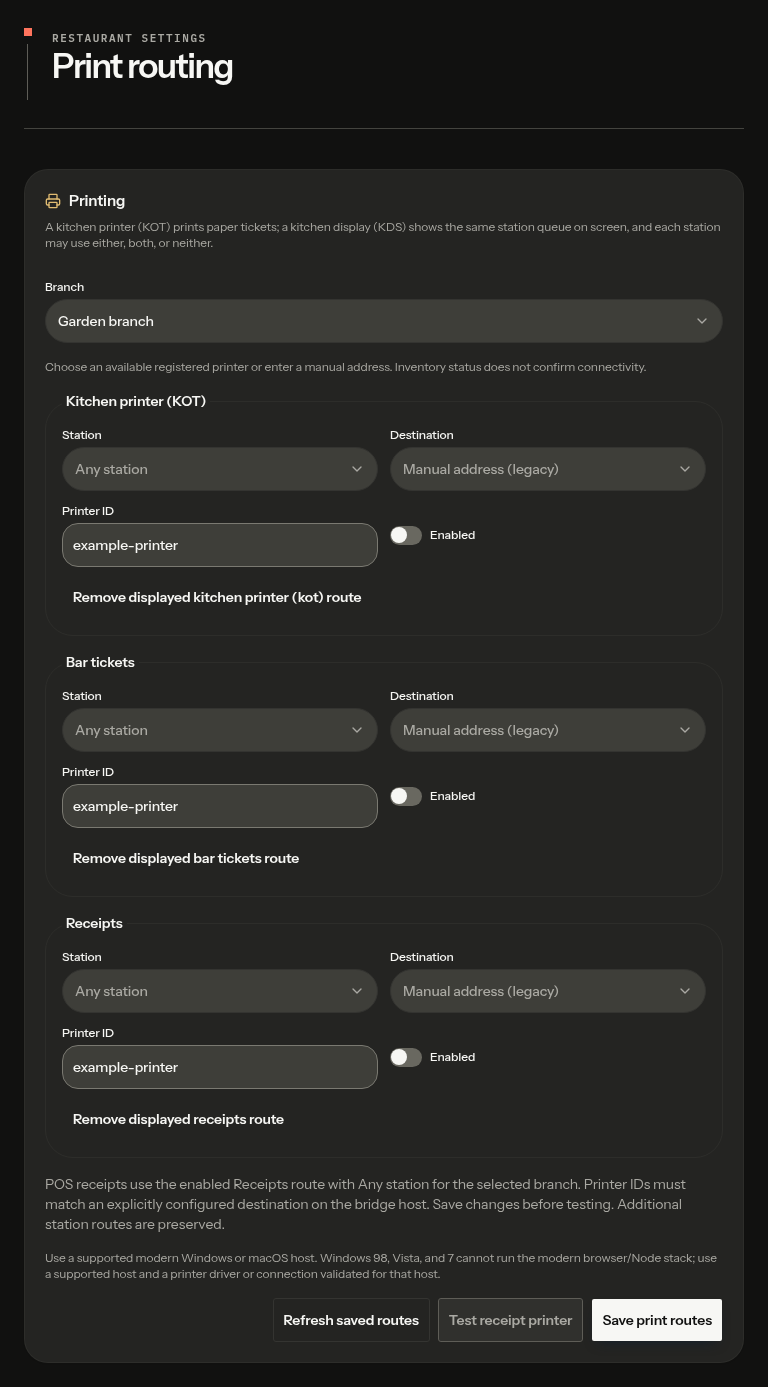 RESTAURANT SETTINGS
Print routing
Printing
A kitchen printer (KOT) prints paper tickets; a kitchen display (KDS) shows the same station queue on screen, and each station
may use either, both, or neither.
Branch
Garden branch
Choose an available registered printer or enter a manual address. Inventory status does not confirm connectivity.
Kitchen printer (KOT)
Station
Destination
Any station
Manual address (legacy)
Printer ID
example-printer
Enabled
Remove displayed kitchen printer (kot) route
Bar tickets
Station
Destination
Any station
Manual address (legacy)
Printer ID
example-printer
Enabled
Remove displayed bar tickets route
Receipts
Station
Destination
Any station
Manual address (legacy)
Printer ID
example-printer
Enabled
Remove displayed receipts route
POS receipts use the enabled Receipts route with Any station for the selected branch. Printer IDs must
match an explicitly configured destination on the bridge host. Save changes before testing. Additional
station routes are preserved.
Use a supported modern Windows or macOS host. Windows 98, Vista, and 7 cannot run the modern browser/Node stack; use
a supported host and a printer driver or connection validated for that host.
Refresh saved routes
Test receipt printer
Save print routes